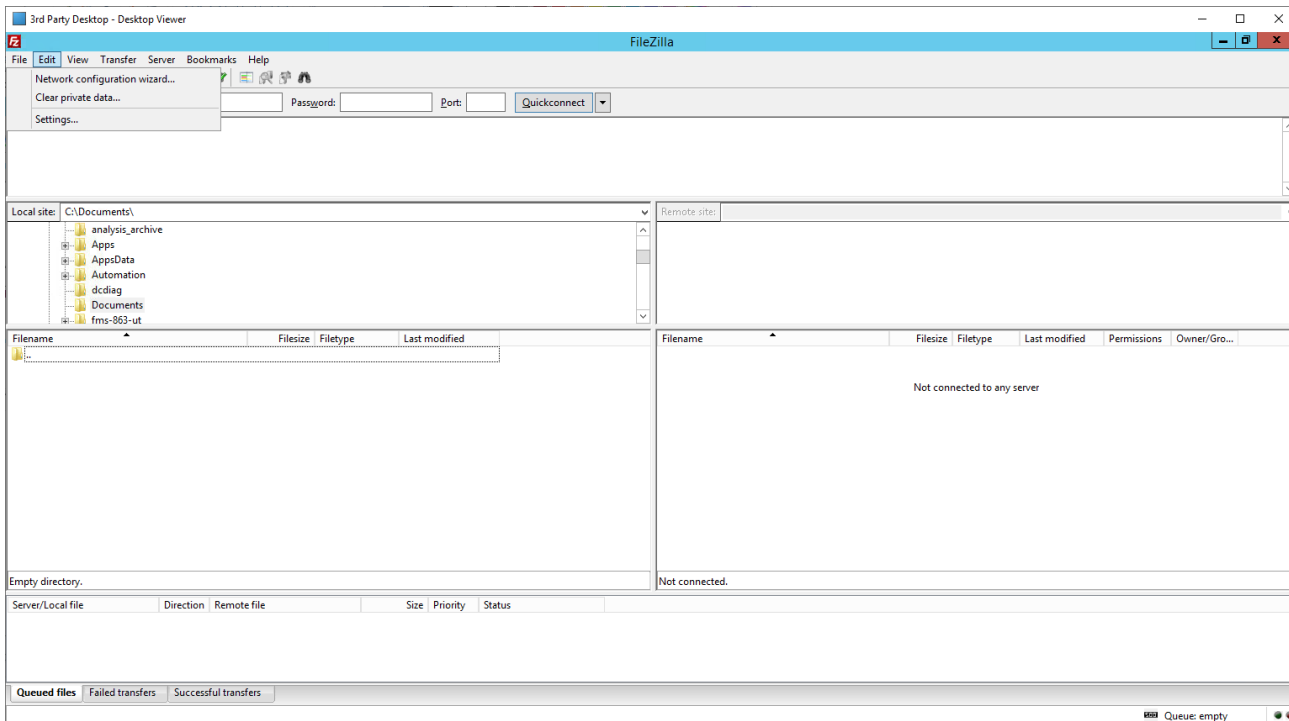 3rd Party Desktop - Desktop Viewer
Fz FileZilla
File Edit View Transfer Server Bookmarks Help
Network configuration wizard...
Clear private data...
Settings...
Password: Port: Quickconnect
Local site: C:\Documents\ Remote site:
analysis_archive
Apps
AppsData
Automation
dcdiag
Documents
fms-863-ut
Filename Filesize Filetype Last modified Filename Filesize Filetype Last modified Permissions Owner/Gro...
..
Not connected to any server
Empty directory. Not connected.
Server/Local file Direction Remote file Size Priority Status
Queued files Failed transfers Successful transfers
Queue: empty